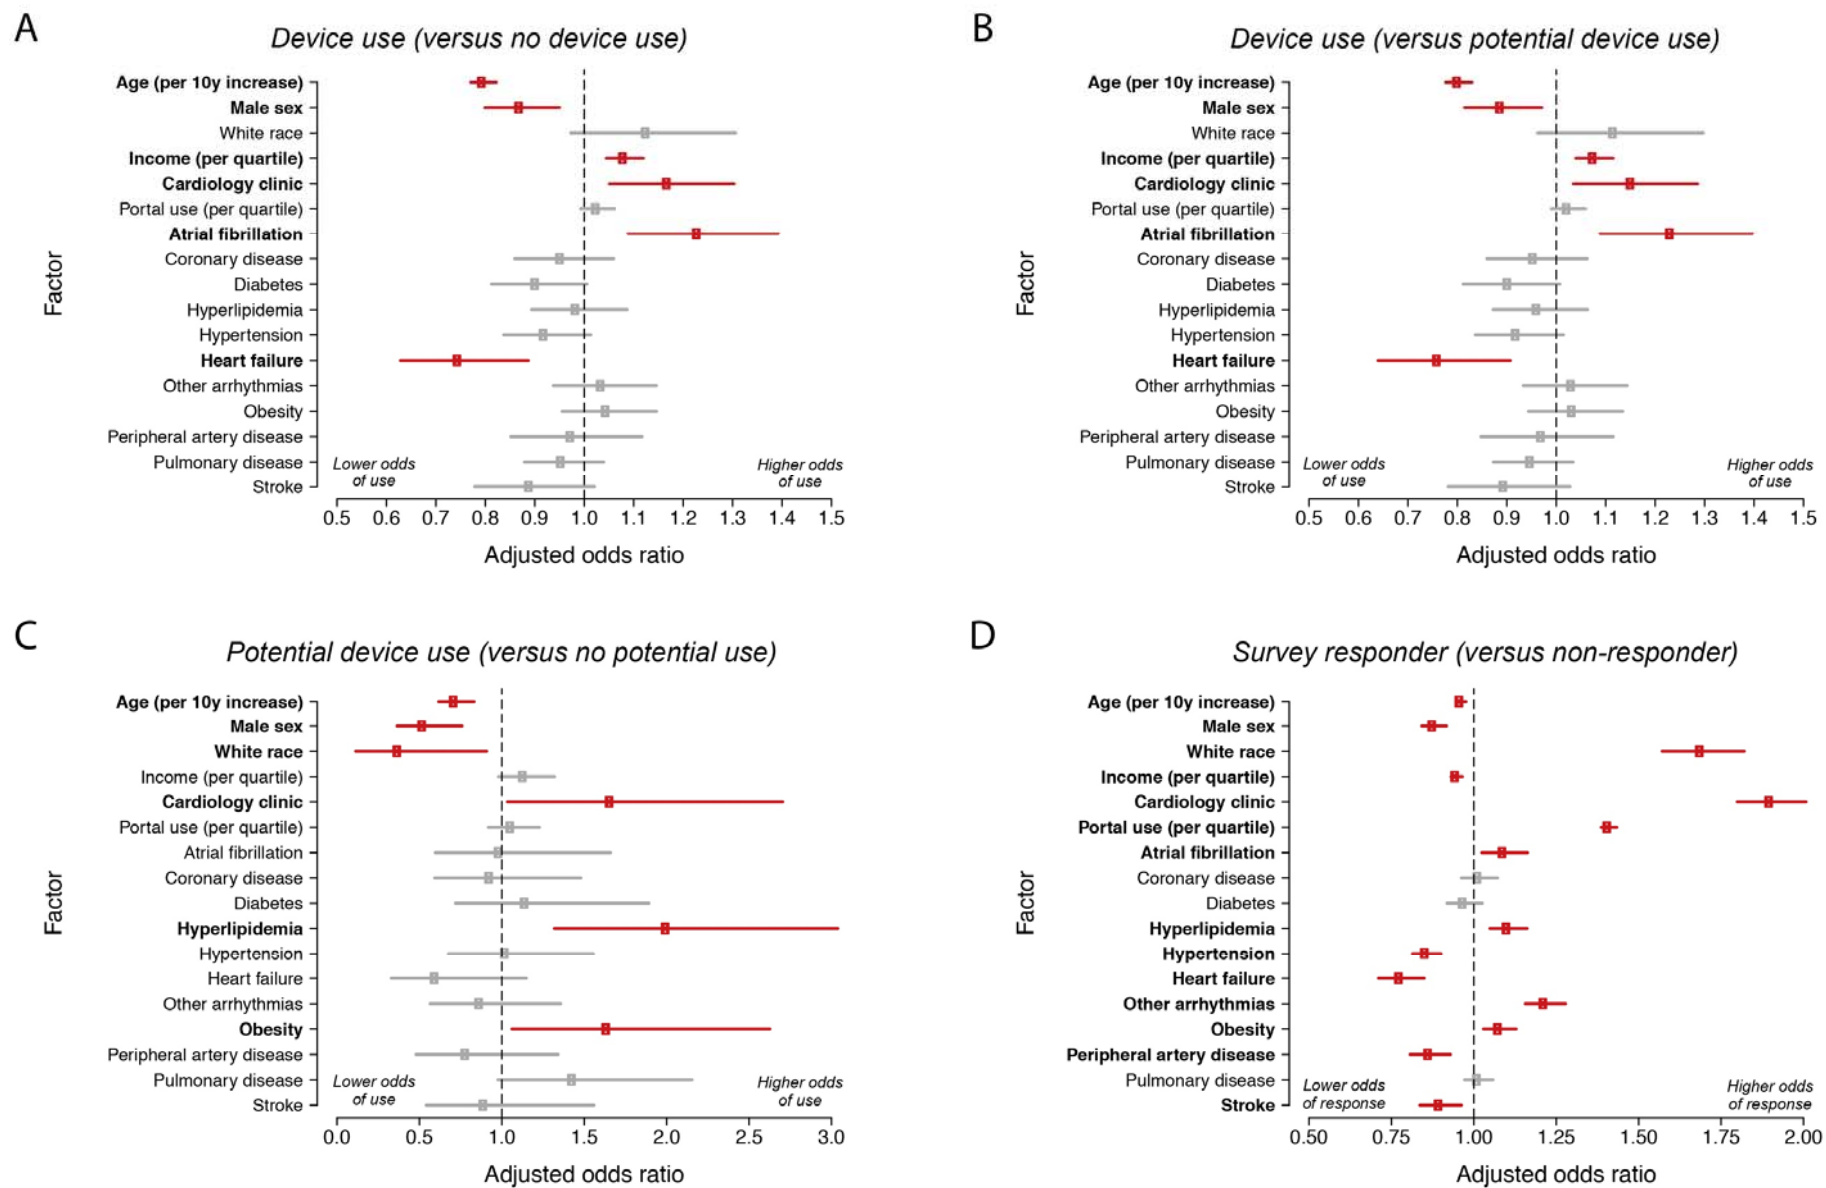 A
Device use (versus no device use)
Factor
Age (per 10y increase)
Male sex
White race
Income (per quartile)
Cardiology clinic
Portal use (per quartile)
Atrial fibrillation
Coronary disease
Diabetes
Hyperlipidemia
Hypertension
Heart failure
Other arrhythmias
Obesity
Peripheral artery disease
Pulmonary disease
Stroke
Lower odds
of use
Higher odds
of use
0.5 0.6 0.7 0.8 0.9 1.0 1.1 1.2 1.3 1.4 1.5
Adjusted odds ratio
B
Device use (versus potential device use)
Factor
Age (per 10y increase)
Male sex
White race
Income (per quartile)
Cardiology clinic
Portal use (per quartile)
Atrial fibrillation
Coronary disease
Diabetes
Hyperlipidemia
Hypertension
Heart failure
Other arrhythmias
Obesity
Peripheral artery disease
Pulmonary disease
Stroke
Lower odds
of use
Higher odds
of use
0.5 0.6 0.7 0.8 0.9 1.0 1.1 1.2 1.3 1.4 1.5
Adjusted odds ratio
C
Potential device use (versus no potential use)
Factor
Age (per 10y increase)
Male sex
White race
Income (per quartile)
Cardiology clinic
Portal use (per quartile)
Atrial fibrillation
Coronary disease
Diabetes
Hyperlipidemia
Hypertension
Heart failure
Other arrhythmias
Obesity
Peripheral artery disease
Pulmonary disease
Stroke
Lower odds
of use
Higher odds
of use
0.0 0.5 1.0 1.5 2.0 2.5 3.0
Adjusted odds ratio
D
Survey responder (versus non-responder)
Factor
Age (per 10y increase)
Male sex
White race
Income (per quartile)
Cardiology clinic
Portal use (per quartile)
Atrial fibrillation
Coronary disease
Diabetes
Hyperlipidemia
Hypertension
Heart failure
Other arrhythmias
Obesity
Peripheral artery disease
Pulmonary disease
Stroke
Lower odds
of response
Higher odds
of response
0.50 0.75 1.00 1.25 1.50 1.75 2.00
Adjusted odds ratio